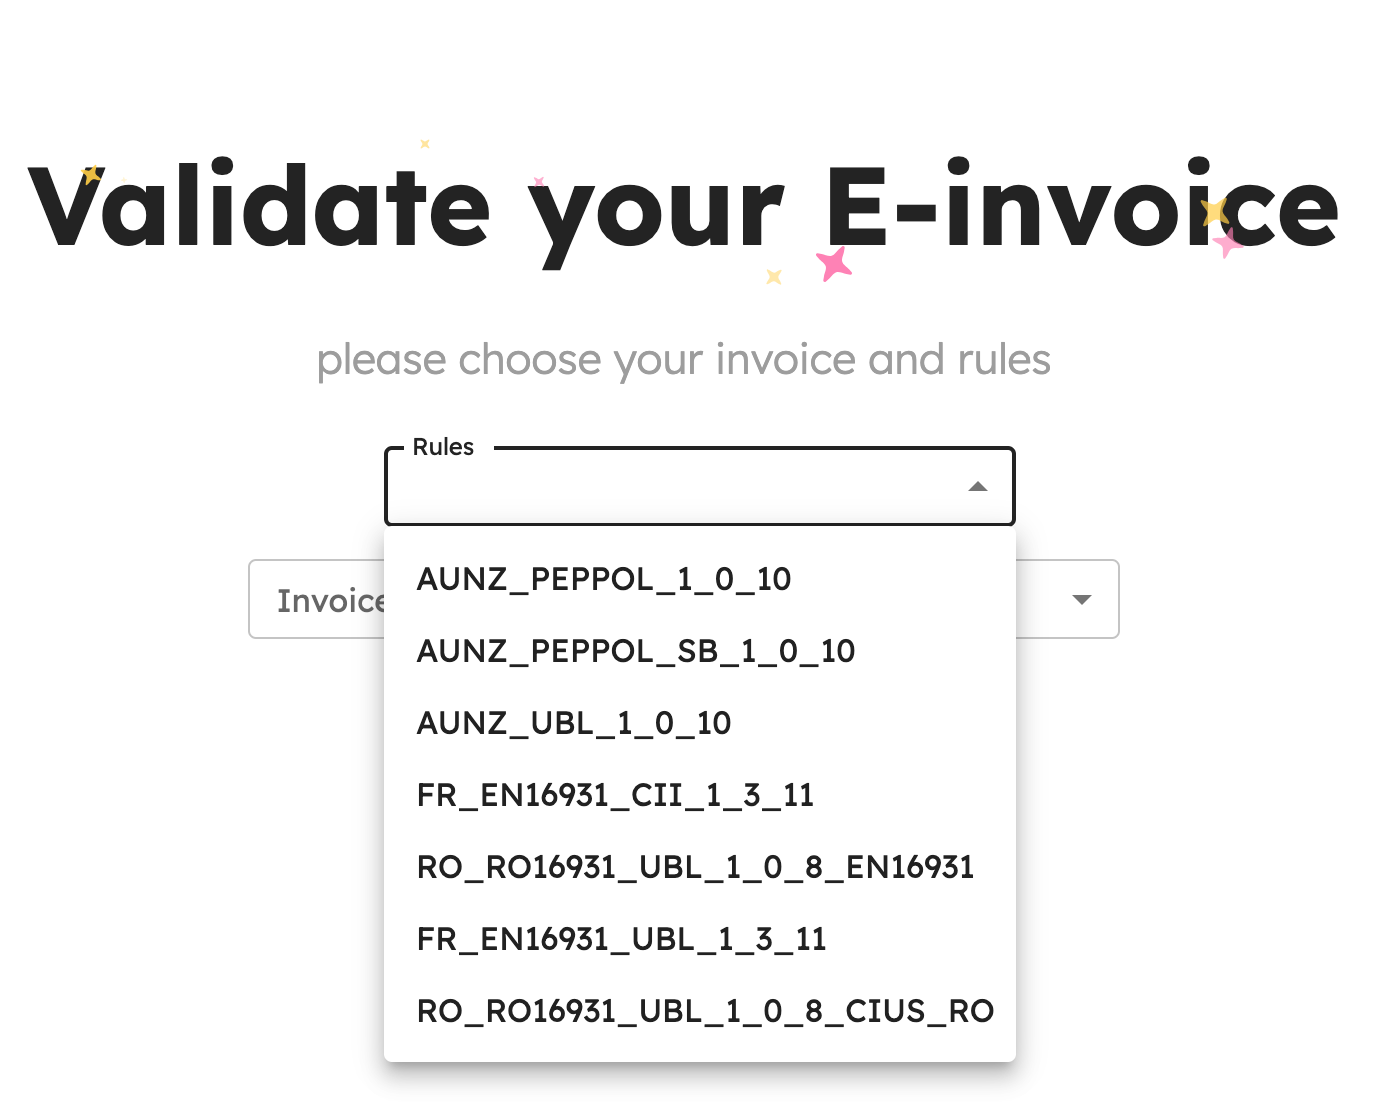 Validate your E-invoice
please choose your invoice and rules
Rules
Invoice
AUNZ_PEPPOL_1_0_10
AUNZ_PEPPOL_SB_1_0_10
AUNZ_UBL_1_0_10
FR_EN16931_CII_1_3_11
RO_RO16931_UBL_1_0_8_EN16931
FR_EN16931_UBL_1_3_11
RO_RO16931_UBL_1_0_8_CIUS_RO